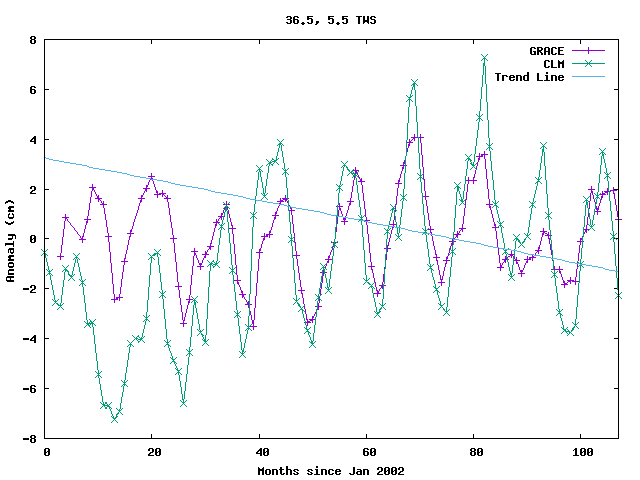 36.5, 5.5 TWS
GRACE
CLM
Trend Line
8
6
4
2
0
-2
-4
-6
-8
Anomaly (cm)
0 20 40 60 80 100
Months since Jan 2002